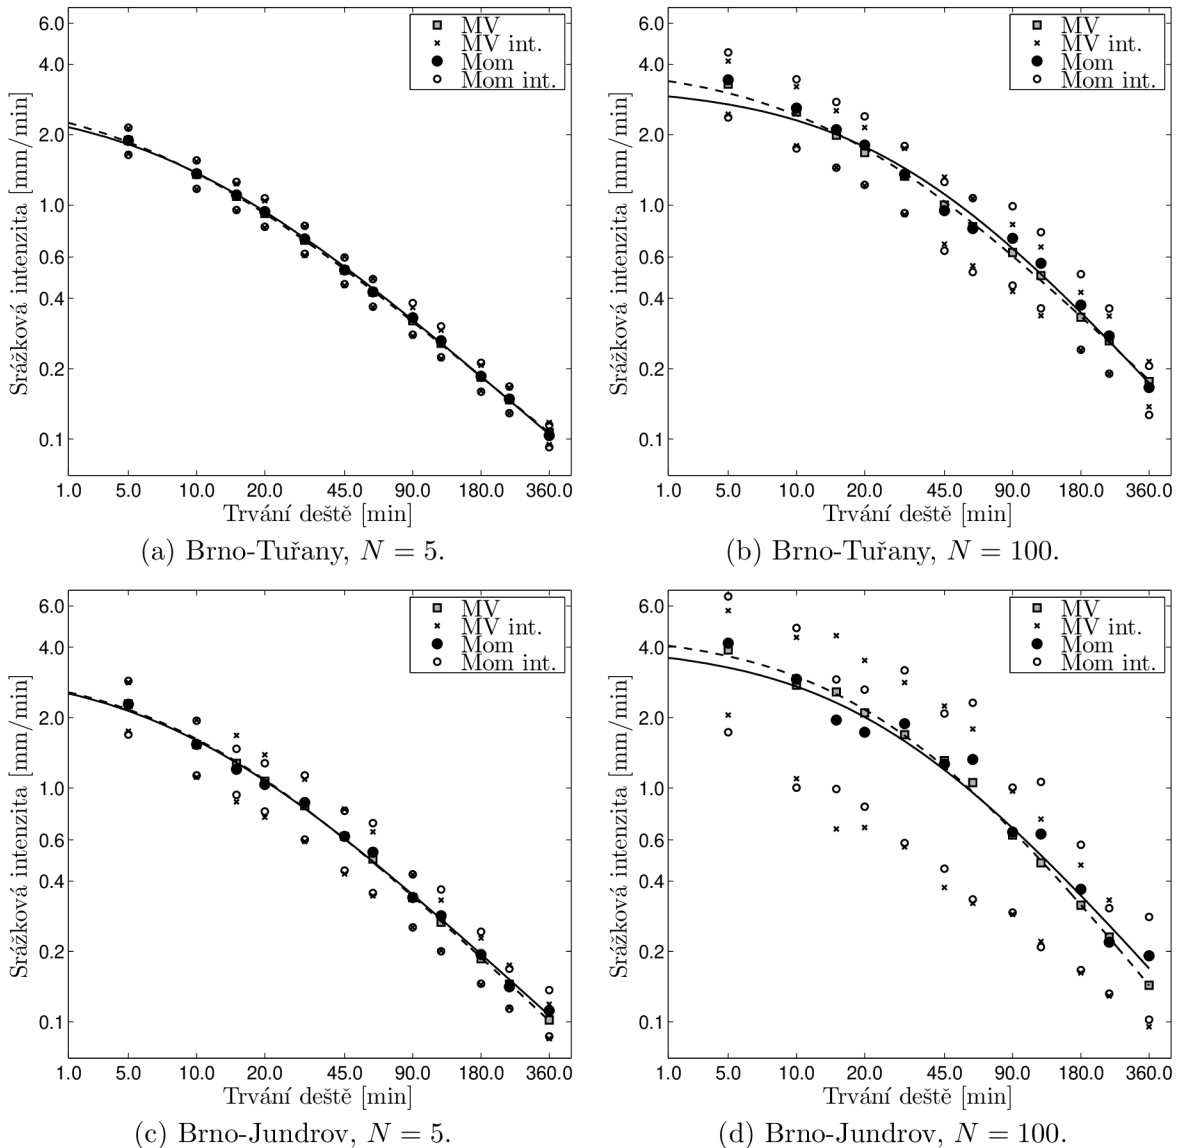 6.0
4.0
2.0
1.0
0.6
0.4
0.2
0.1
Srážková intenzita [mm/min]
MV
MV int.
Mom
Mom int.
1.0 5.0 10.0 20.0 45.0 90.0 180.0 360.0
Trvání deště [min]
(a) Brno-Tuřany, N = 5.
6.0
4.0
2.0
1.0
0.6
0.4
0.2
0.1
Srážková intenzita [mm/min]
MV
MV int.
Mom
Mom int.
1.0 5.0 10.0 20.0 45.0 90.0 180.0 360.0
Trvání deště [min]
(b) Brno-Tuřany, N = 100.
6.0
4.0
2.0
1.0
0.6
0.4
0.2
0.1
Srážková intenzita [mm/min]
MV
MV int.
Mom
Mom int.
1.0 5.0 10.0 20.0 45.0 90.0 180.0 360.0
Trvání deště [min]
(c) Brno-Jundrov, N = 5.
6.0
4.0
2.0
1.0
0.6
0.4
0.2
0.1
Srážková intenzita [mm/min]
MV
MV int.
Mom
Mom int.
1.0 5.0 10.0 20.0 45.0 90.0 180.0 360.0
Trvání deště [min]
(d) Brno-Jundrov, N = 100.